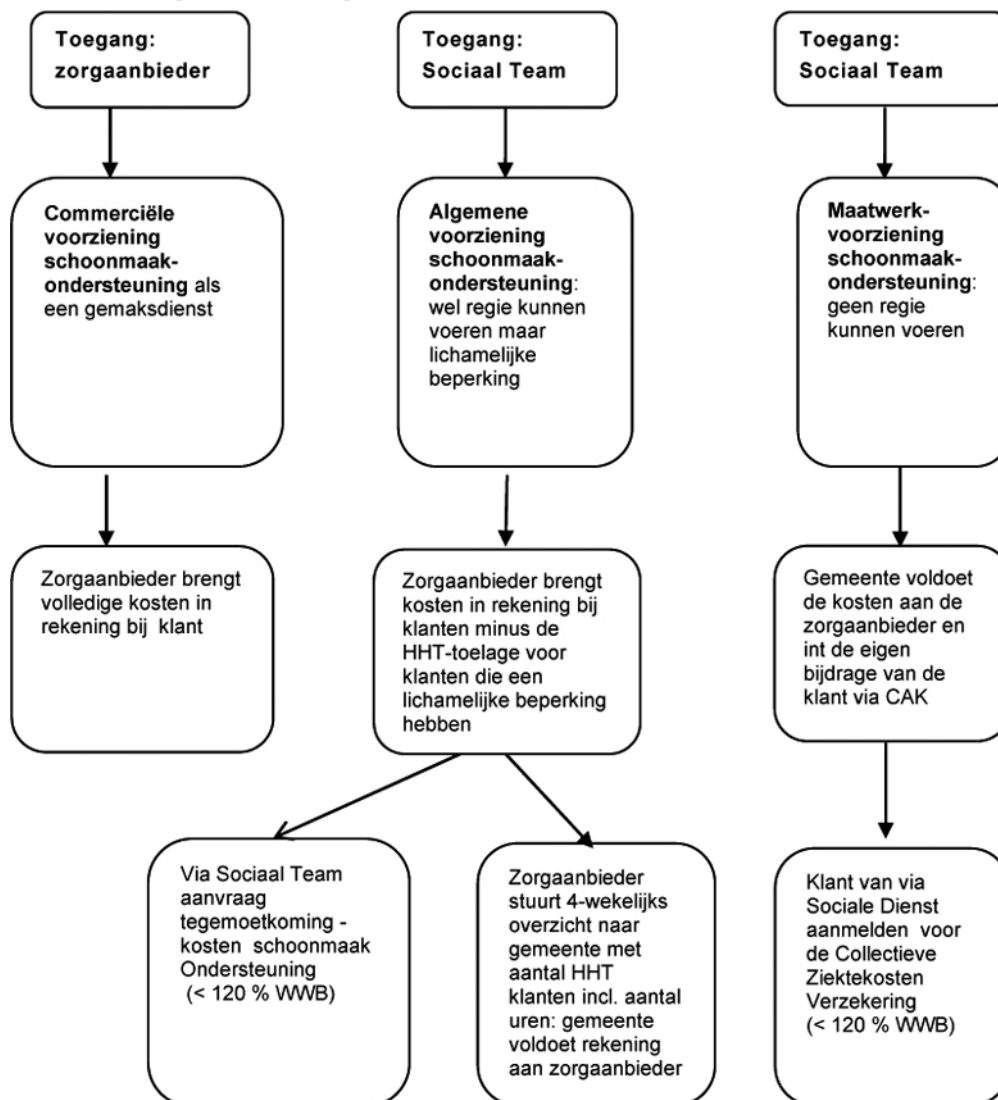 Toegang:
zorgaanbieder
Toegang:
Sociaal Team
Toegang:
Sociaal Team
Commerciële
voorziening
schoonmaak-
ondersteuning als
een gemaksdienst
Algemene
voorziening
schoonmaak-
ondersteuning:
wel regie kunnen
voeren maar
lichamelijke
beperking
Maatwerk-
voorziening
schoonmaak-
ondersteuning:
geen regie
kunnen voeren
Zorgaanbieder brengt
volledige kosten in
rekening bij klant
Zorgaanbieder brengt
kosten in rekening bij
klanten minus de
HHT-toelage voor
klanten die een
lichamelijke beperking
hebben
Gemeente voldoet
de kosten aan de
zorgaanbieder en
int de eigen
bijdrage van de
klant via CAK
Via Sociaal Team
aanvraag
tegemoetkoming -
kosten schoonmaak
Ondersteuning
(< 120 % WWB)
Zorgaanbieder
stuurt 4-wekelijks
overzicht naar
gemeente met
aantal HHT
klanten incl. aantal
uren: gemeente
voldoet rekening
aan zorgaanbieder
Klant van via
Sociale Dienst
aanmelden voor
de Collectieve
Ziektekosten
Verzekering
(< 120 % WWB)